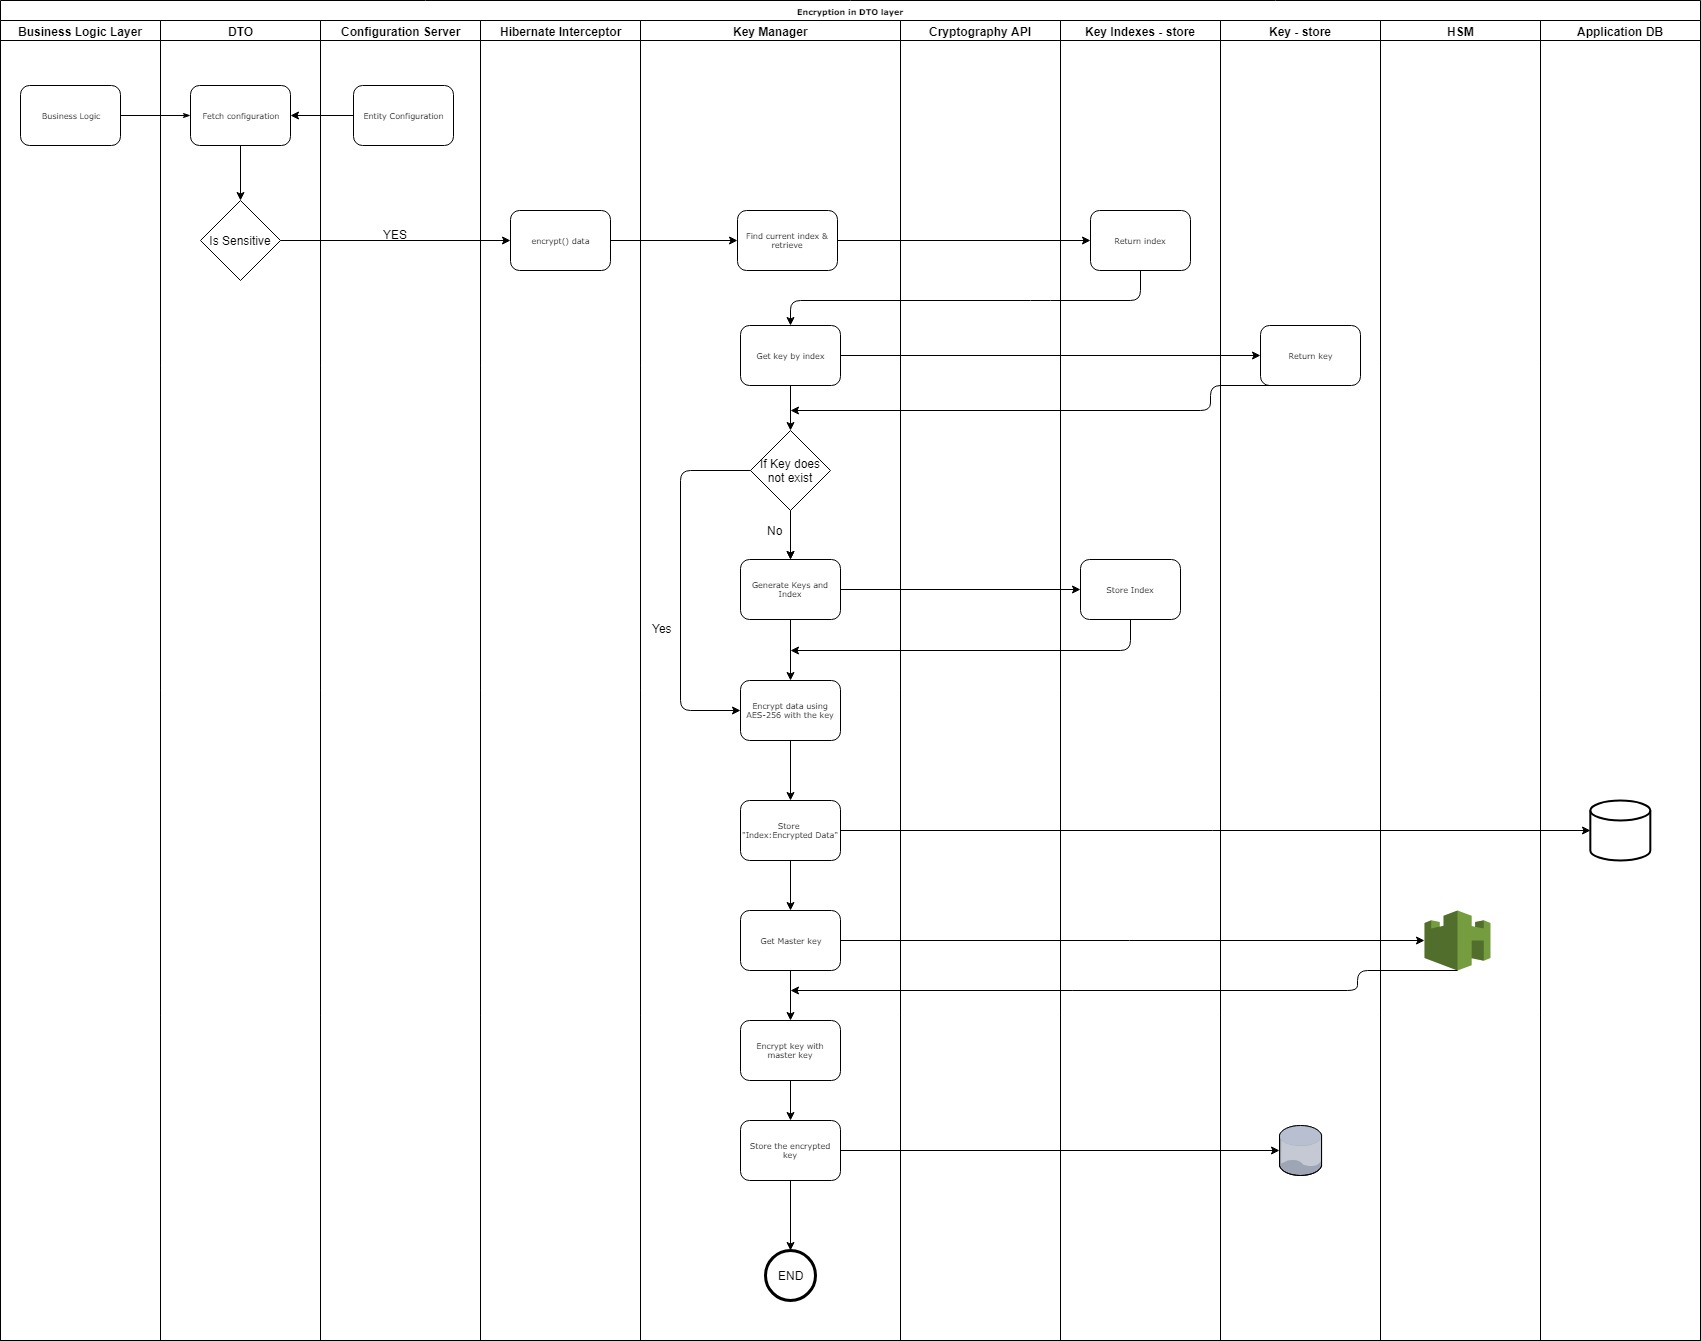 Encryption in DTO layer
Business Logic Layer
DTO
Configuration Server
Hibernate Interceptor
Key Manager
Cryptography API
Key Indexes - store
Key - store
HSM
Application DB
Business Logic
Fetch configuration
Entity Configuration
Is Sensitive
YES
encrypt() data
Find current index &
retrieve
Return index
Get key by index
Return key
If Key does
not exist
No
Generate Keys and
Index
Store Index
Yes
Encrypt data using
AES-256 with the key
Store
"Index:Encrypted Data"
Get Master key
Encrypt key with
master key
Store the encrypted
key
END